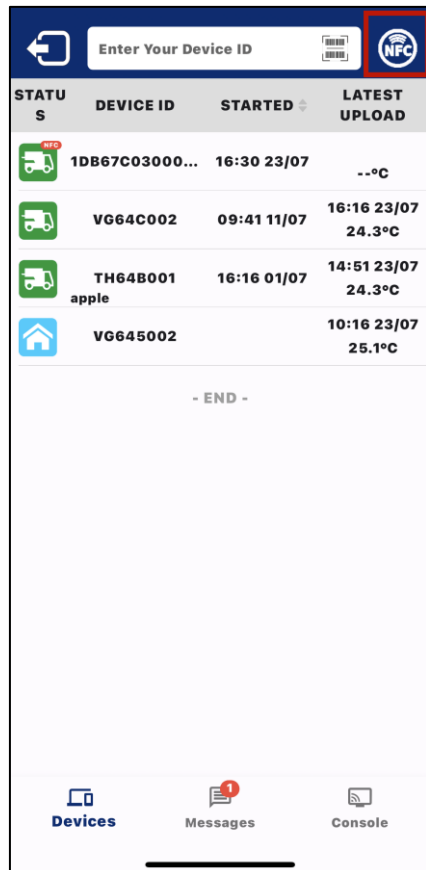 Enter Your Device ID
NFC
STATU
S
DEVICE ID
STARTED
LATEST
UPLOAD
NFC
1DB67C03000...
16:30 23/07
--°C
VG64C002
09:41 11/07
16:16 23/07
24.3°C
TH64B001
apple
16:16 01/07
14:51 23/07
24.3°C
VG645002
10:16 23/07
25.1°C
- END -
1
Devices
Messages
Console